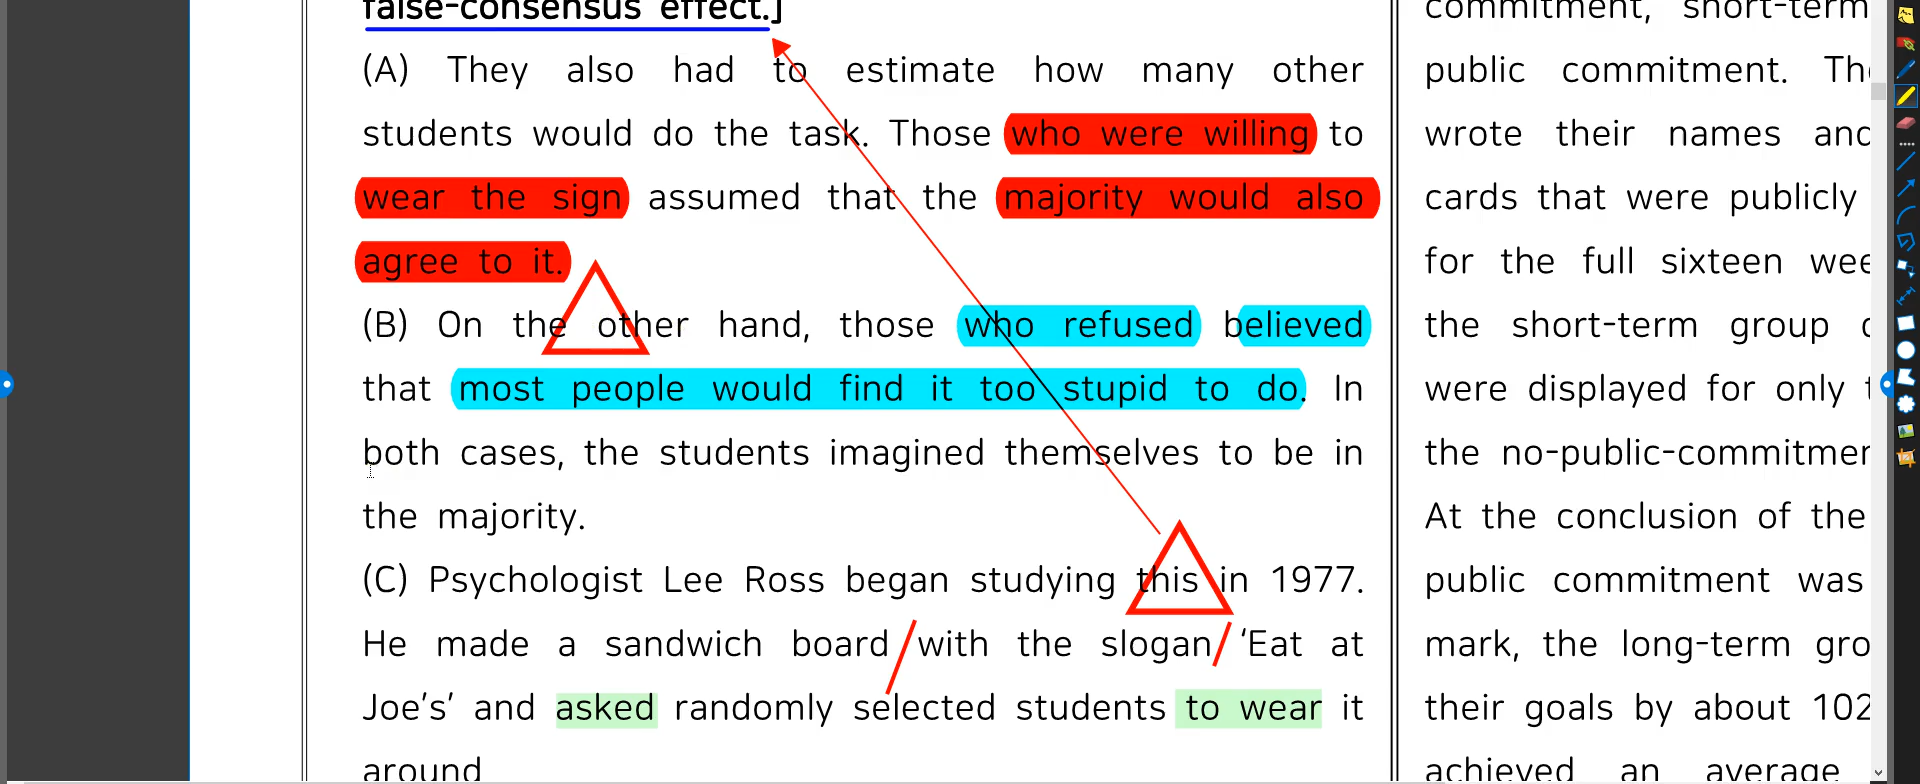 false-consensus effect.]
(A) They also had to estimate how many other
students would do the task. Those who were willing to
wear the sign assumed that the majority would also
agree to it.
(B) On the other hand, those who refused believed
that most people would find it too stupid to do. In
both cases, the students imagined themselves to be in
the majority.
(C) Psychologist Lee Ross began studying this in 1977.
He made a sandwich board with the slogan 'Eat at
Joe's' and asked randomly selected students to wear it
around
commitment, short-term
public commitment.
wrote their names and
cards that were publicly
for the full sixteen
the short-term group
were displayed for only
the
At the conclusion of the
public commitment was
mark, the long-term
their goals by about 102
achieved an average